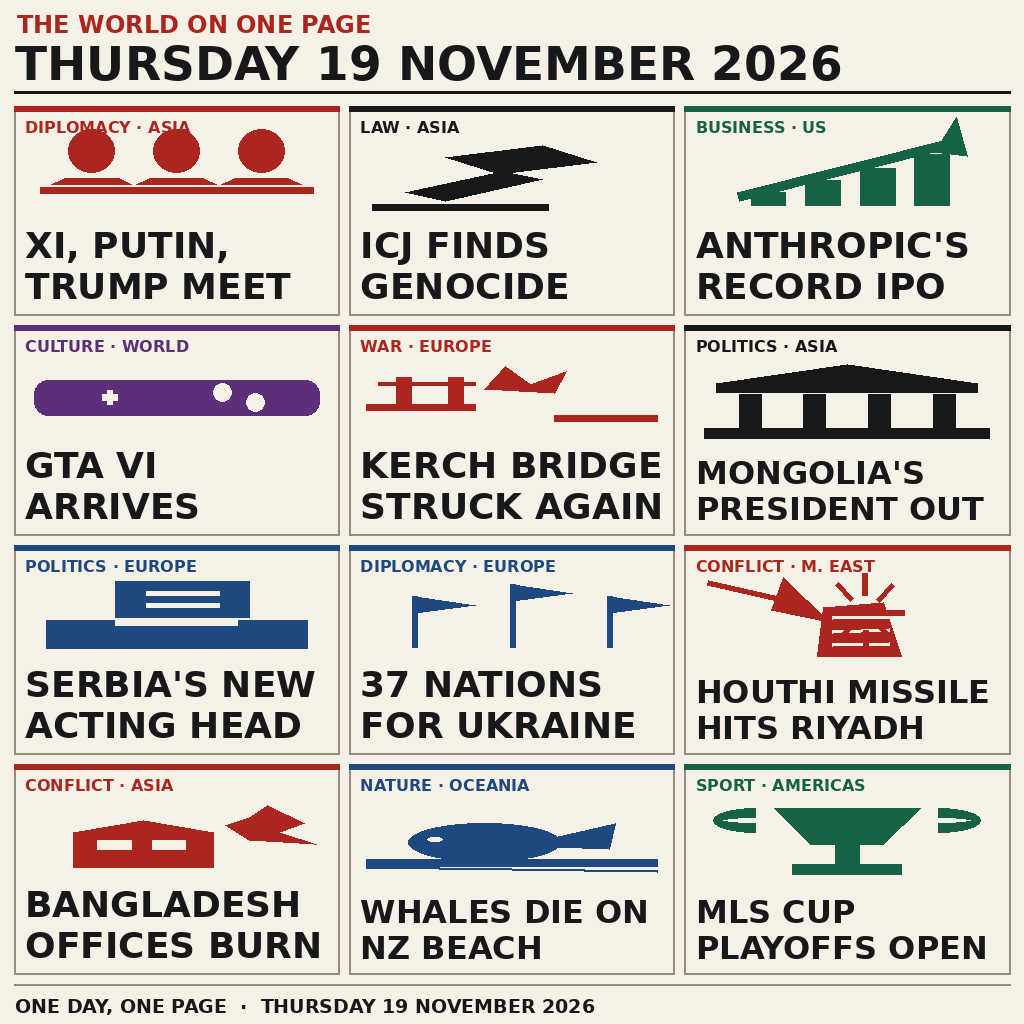 THE WORLD ON ONE PAGE
THURSDAY 19 NOVEMBER 2026
DIPLOMACY · ASIA
XI, PUTIN,
TRUMP MEET
LAW · ASIA
ICJ FINDS
GENOCIDE
BUSINESS · US
ANTHROPIC'S
RECORD IPO
CULTURE · WORLD
GTA VI
ARRIVES
WAR · EUROPE
KERCH BRIDGE
STRUCK AGAIN
POLITICS · ASIA
MONGOLIA'S
PRESIDENT OUT
POLITICS · EUROPE
SERBIA'S NEW
ACTING HEAD
DIPLOMACY · EUROPE
37 NATIONS
FOR UKRAINE
CONFLICT · M. EAST
HOUTHI MISSILE
HITS RIYADH
CONFLICT · ASIA
BANGLADESH
OFFICES BURN
NATURE · OCEANIA
WHALES DIE ON
NZ BEACH
SPORT · AMERICAS
MLS CUP
PLAYOFFS OPEN
ONE DAY, ONE PAGE · THURSDAY 19 NOVEMBER 2026